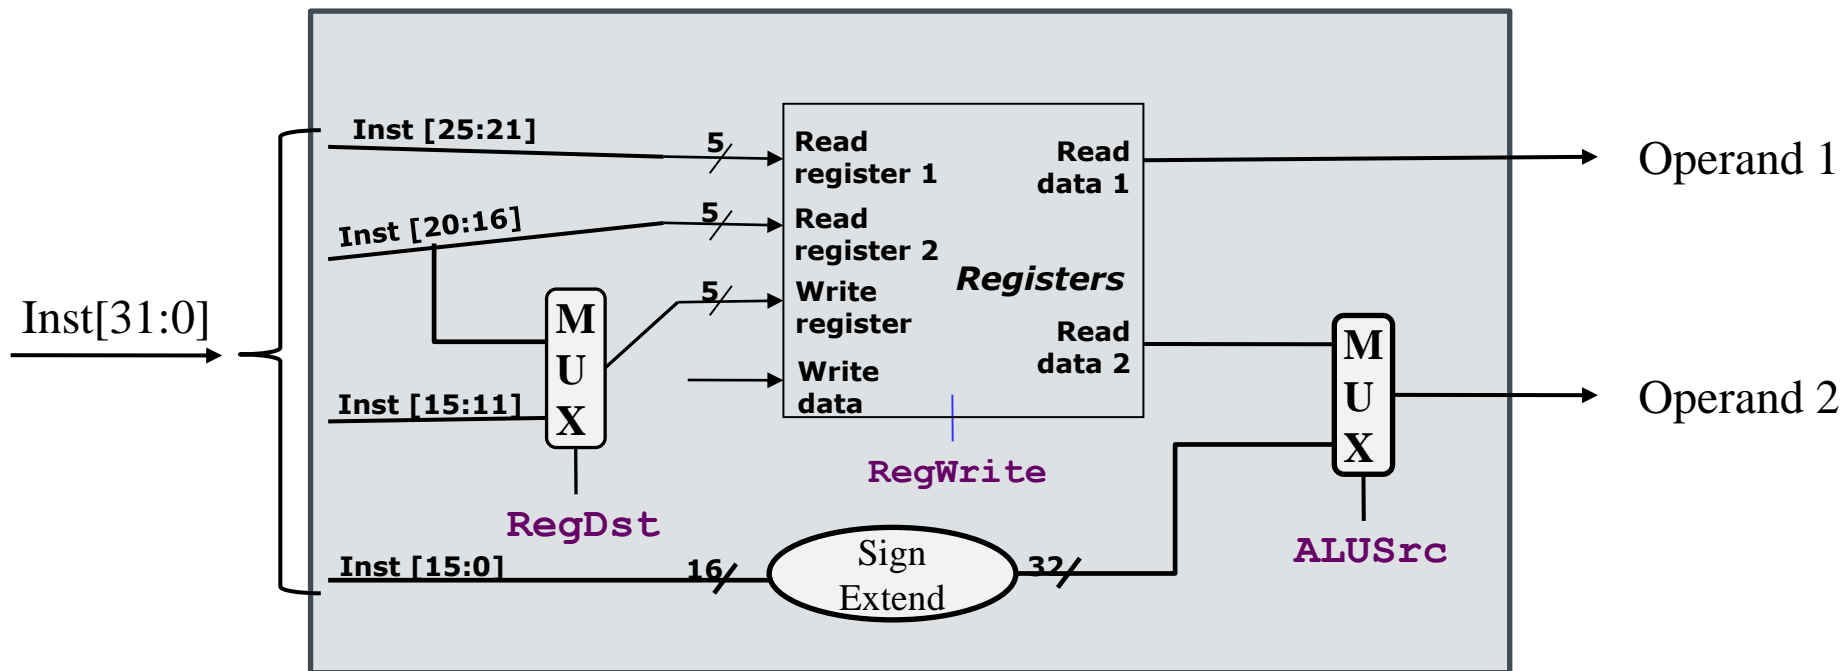 Inst[31:0]
Inst [25:21]
5
Read
register 1
Inst [20:16]
5
Read
register 2
5
Write
register
Write
data
Registers
Read
data 1
Read
data 2
Operand 1
M
U
X
Inst [15:11]
RegDst
RegWrite
M
U
X
ALUSrc
Operand 2
Inst [15:0]
16
Sign
Extend
32